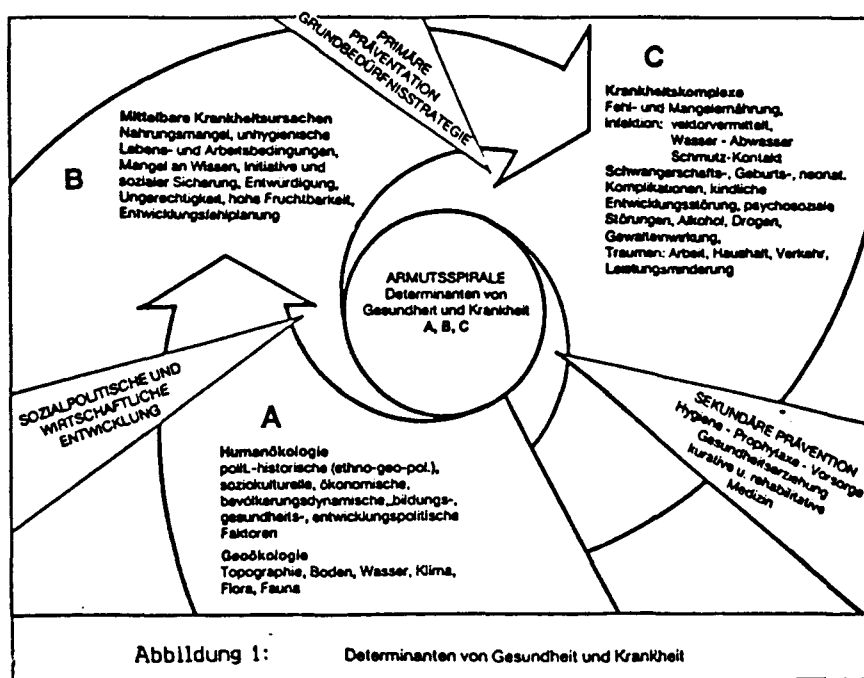 PRIMÄRE
PRÄVENTATION
GRUNDBEDÜRFNISSTRATEGIE
B
Mittelbare Krankheitsursachen
Nahrungsmangel, unhygienische
Lebens- und Arbeitsbedingungen,
Mangel an Wissen, Initiative und
sozialer Sicherung, Entwürdigung,
Ungerechtigkeit, hohe Fruchtbarkeit,
Entwicklungsfehlplanung
C
Krankheitskomplexe
Fehl- und Mangelernährung,
Infektion: vektorvermittelt,
Wasser - Abwasser
Schmutz-Kontakt
Schwangerschafts-, Geburts-, neonat.
Komplikationen, kindliche
Entwicklungsstörung, psychosoziale
Störungen, Alkohol, Drogen,
Gewalteinwirkung,
Traumen: Arbeit, Haushalt, Verkehr,
Leistungsminderung
ARMUTSSPIRALE
Determinanten von
Gesundheit und Krankheit
A, B, C
SOZIALPOLITISCHE UND
WIRTSCHAFTLICHE
ENTWICKLUNG
A
Humanökologie
polit.-historische (ethno-geo-pol.),
soziokulturelle, ökonomische,
bevölkerungsdynamische, bildungs-,
gesundheits-, entwicklungspolitische
Faktoren
Geoökologie
Topographie, Boden, Wasser, Klima,
Flora, Fauna
SEKUNDÄRE PRÄVENTION
Hygiene - Prophylaxe - Vorsorge
Gesundheitserziehung
kurative u. rehabilitative
Medizin
Abbildung 1: Determinanten von Gesundheit und Krankheit